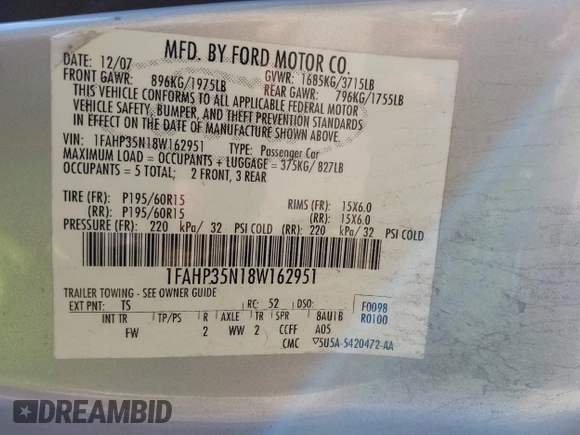 MFD. BY FORD MOTOR CO.
DATE: 12/07 GVWR: 1685KG/3715LB
FRONT GAWR: 896KG/1975LB REAR GAWR: 796KG/1755LB
THIS VEHICLE CONFORMS TO ALL APPLICABLE FEDERAL MOTOR
VEHICLE SAFETY, BUMPER, AND THEFT PREVENTION STANDARDS
IN EFFECT ON THE DATE OF MANUFACTURE SHOWN ABOVE.
VIN: 1FAHP35N18W162951 TYPE: Passenger Car
MAXIMUM LOAD = OCCUPANTS + LUGGAGE = 375KG/ 827LB
OCCUPANTS = 5 TOTAL; 2 FRONT, 3 REAR
TIRE (FR): P195/60R15 RIMS (FR): 15X6.0
(RR): P195/60R15 (RR): 15X6.0
PRESSURE (FR): 220 kPa/ 32 PSI COLD (RR): 220 kPa/ 32 PSI COLD
1FAHP35N18W162951
TRAILER TOWING - SEE OWNER GUIDE
EXT PNT: TS RC: 52 DSO: F0098
INT TR TP/PS R AXLE TR SPR 8AU1B R0100
FW 2 WW 2 CCFF A05
CMC ▽5U5A-5420472-AA
DREAMBID